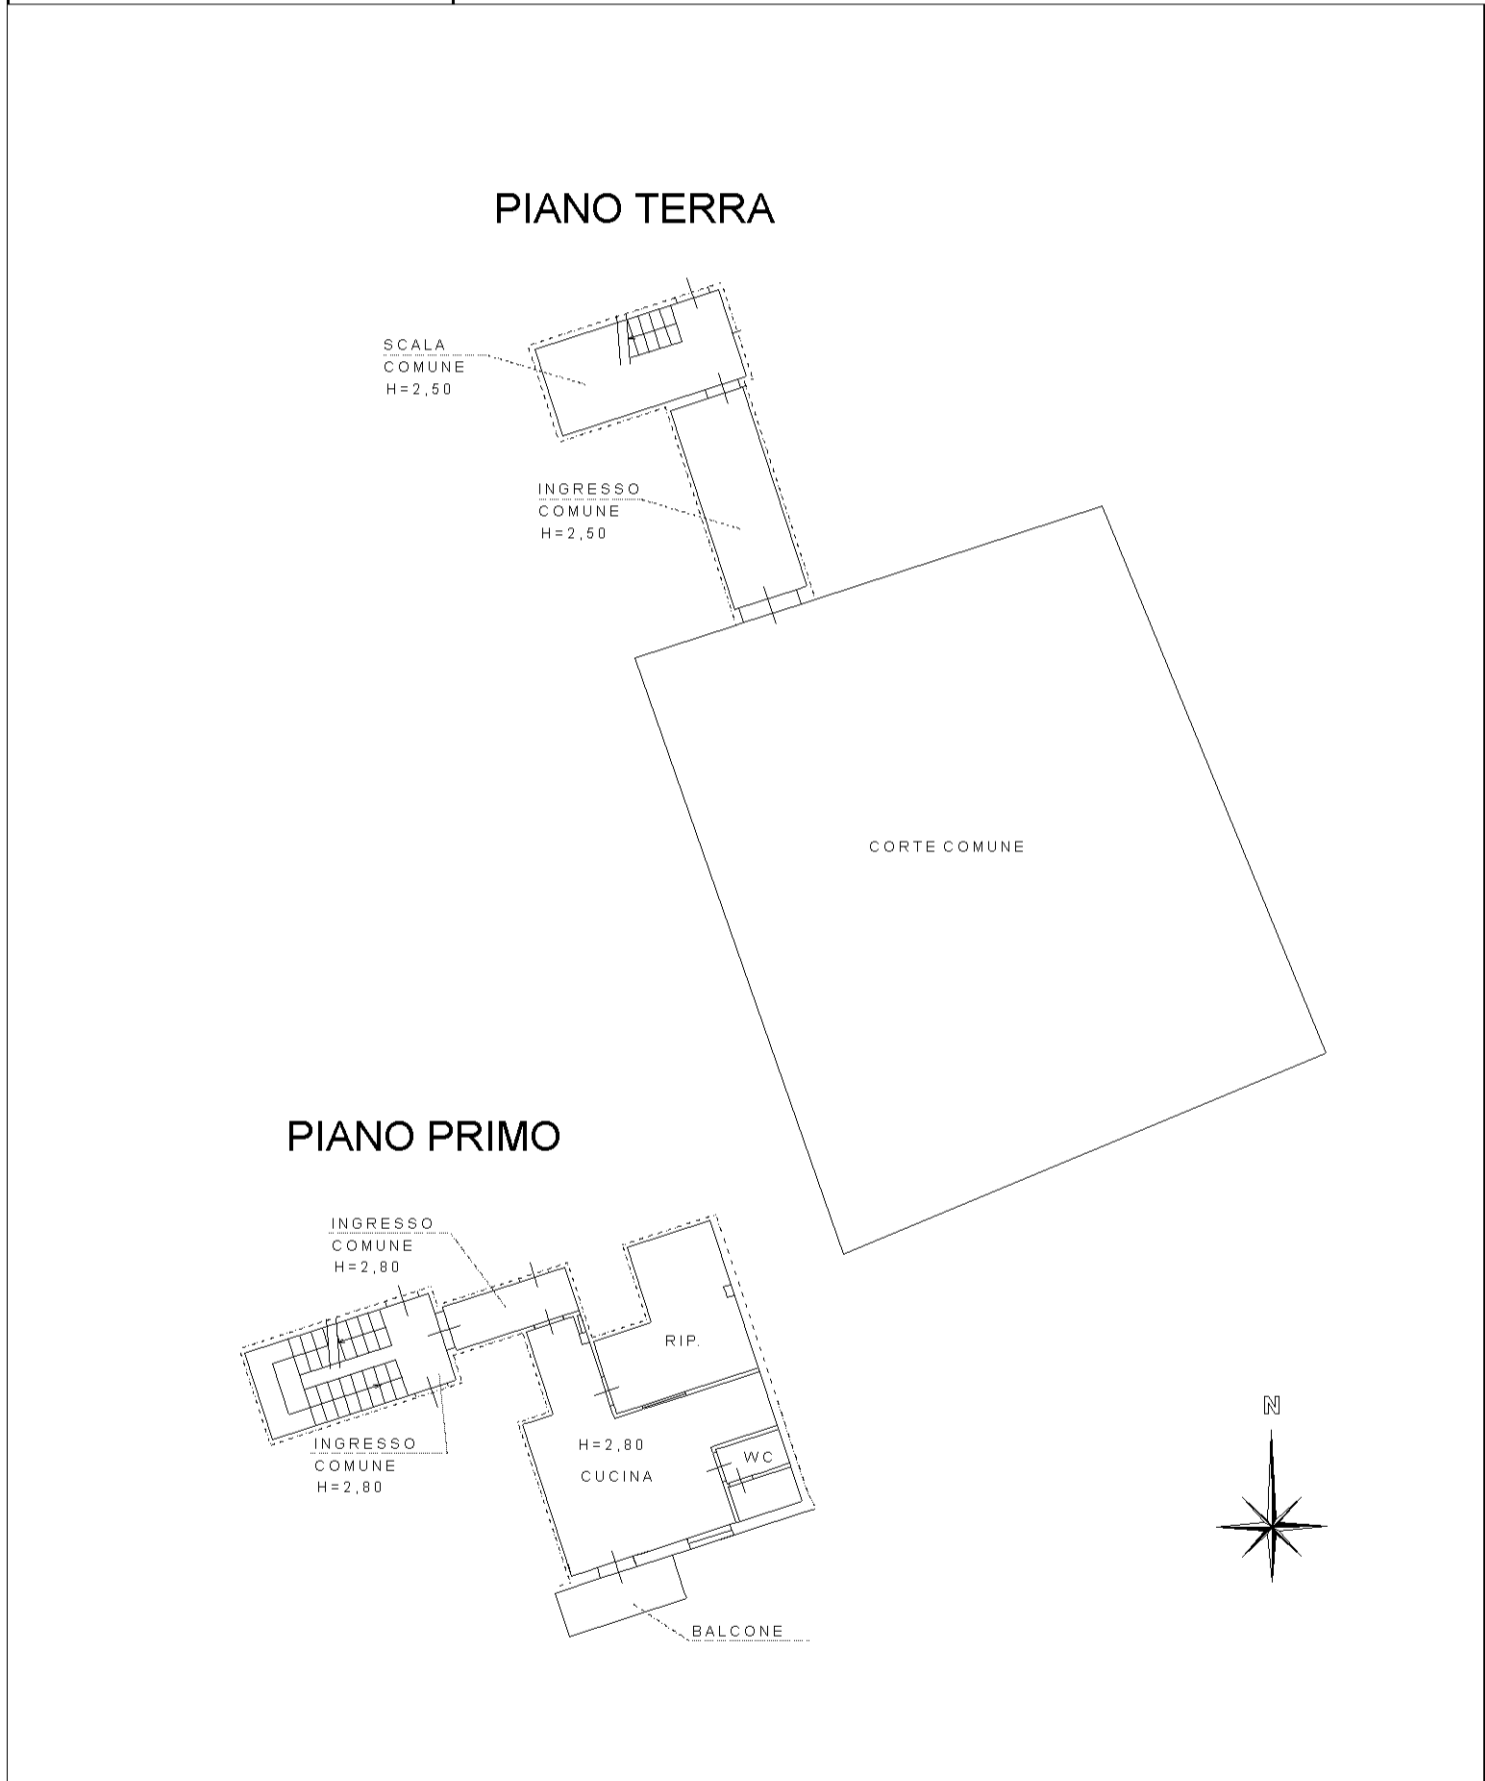 PIANO TERRA
SCALA
COMUNE
H=2,50
INGRESSO
COMUNE
H=2,50
CORTE COMUNE
PIANO PRIMO
INGRESSO
COMUNE
H=2,80
RIP.
INGRESSO
COMUNE
H=2,80
H=2,80
CUCINA
WC
BALCONE
N